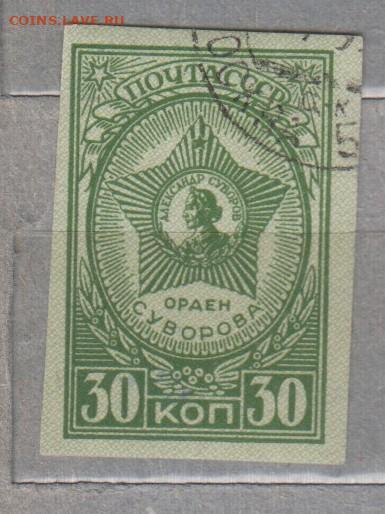 COINS.LAVE.RU
ПОЧТА СССР
АЛЕКСАНДР СУВОРОВ
ОРДЕН
СУВОРОВА
30 КОП 30